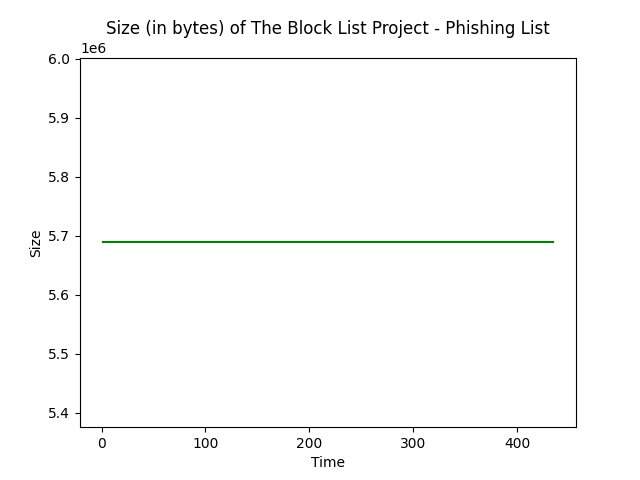 Size (in bytes) of The Block List Project - Phishing List
1e6
6.0
5.9
5.8
5.7
5.6
5.5
5.4
Size
0 100 200 300 400
Time